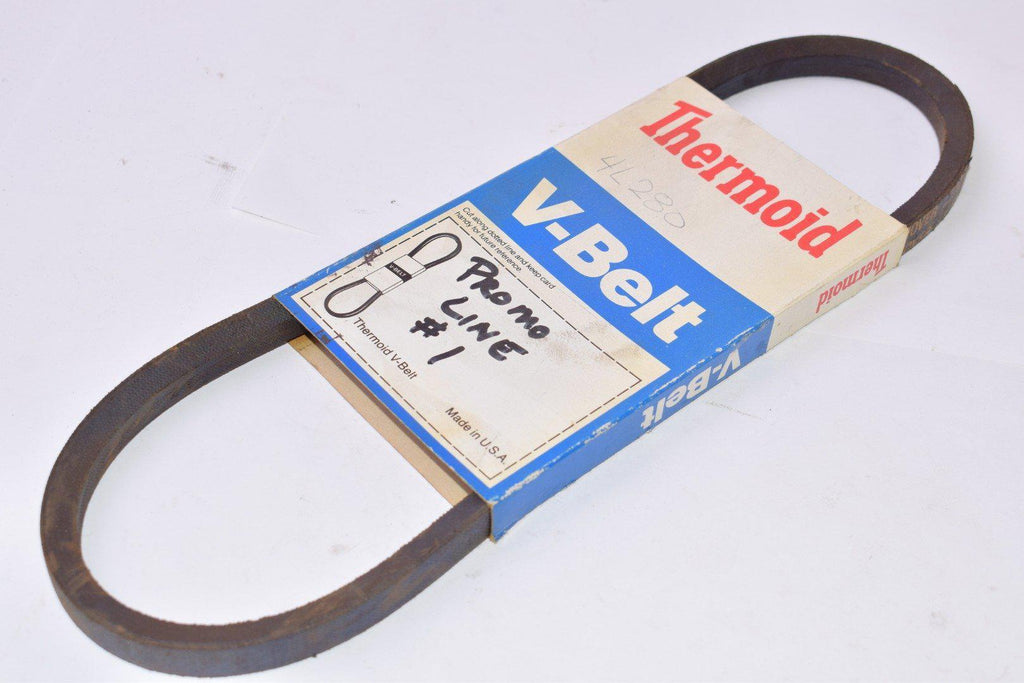 Thermoid
4L280
V-Belt
Cut along dotted line and keep card
handy for future reference.
V-BELT
PROMO
LINE
#1
Thermoid V-Belt
Made in U.S.A.
Thermoid
V-Belt